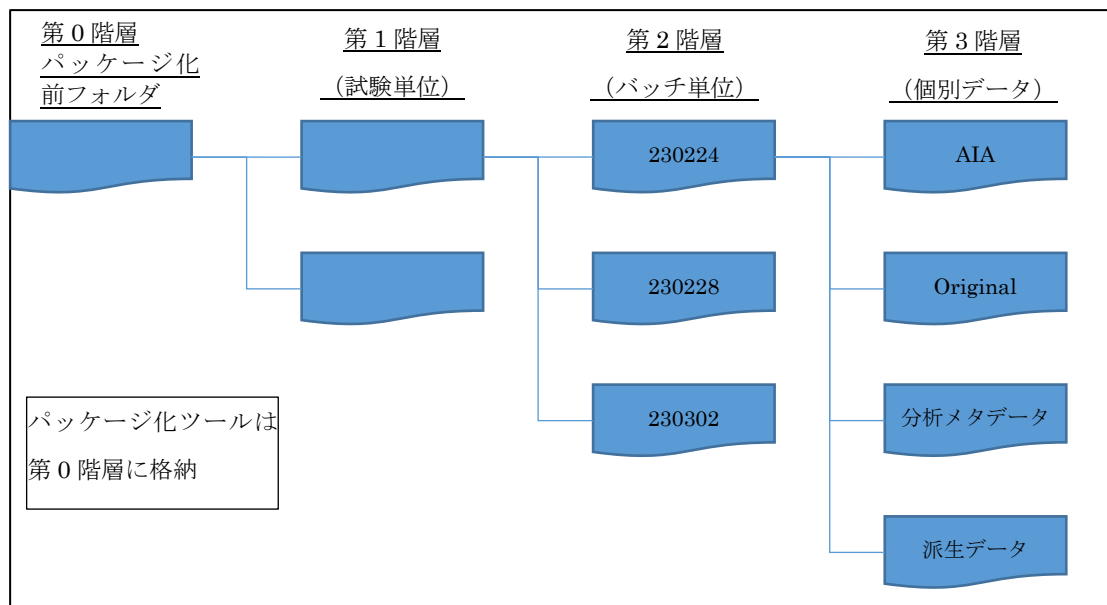 第 0 階層
パッケージ化
前フォルダ
第 1 階層
（試験単位）
第 2 階層
（バッチ単位）
第 3 階層
（個別データ）
230224
AIA
230228
Original
230302
分析メタデータ
派生データ
パッケージ化ツールは
第 0 階層に格納